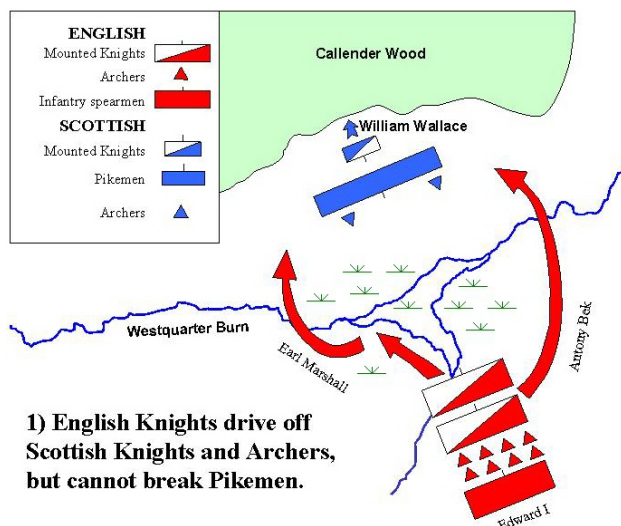 ENGLISH
Mounted Knights
Archers
Infantry spearmen
SCOTTISH
Mounted Knights
Pikemen
Archers
Callender Wood
William Wallace
Westquarter Burn
Earl Marshall
Antony Bek
1) English Knights drive off
Scottish Knights and Archers,
but cannot break Pikemen.
Edward I